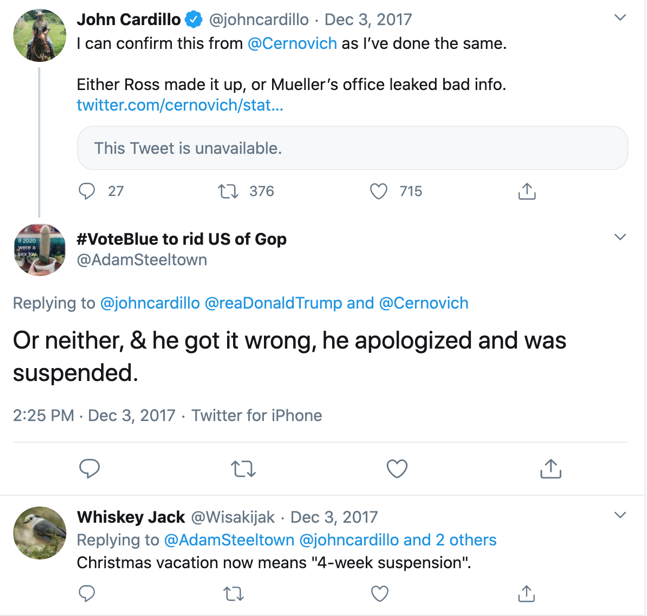 John Cardillo @johncardillo · Dec 3, 2017
I can confirm this from @Cernovich as I've done the same.
Either Ross made it up, or Mueller's office leaked bad info.
twitter.com/cernovich/stat...
This Tweet is unavailable.
27 376 715
If 2020
were a
sex toy
#VoteBlue to rid US of Gop
@AdamSteeltown
Replying to @johncardillo @reaDonaldTrump and @Cernovich
Or neither, & he got it wrong, he apologized and was
suspended.
2:25 PM · Dec 3, 2017 · Twitter for iPhone
Whiskey Jack @Wisakijak · Dec 3, 2017
Replying to @AdamSteeltown @johncardillo and 2 others
Christmas vacation now means "4-week suspension".